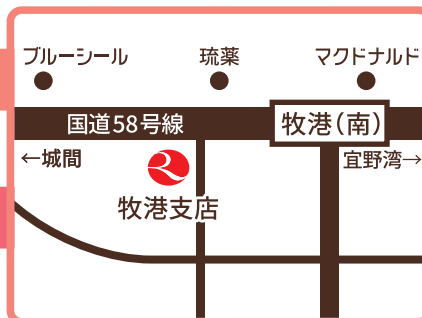 ブルーシール
琉薬
マクドナルド
国道58号線
牧港(南)
←城間
宜野湾→
牧港支店